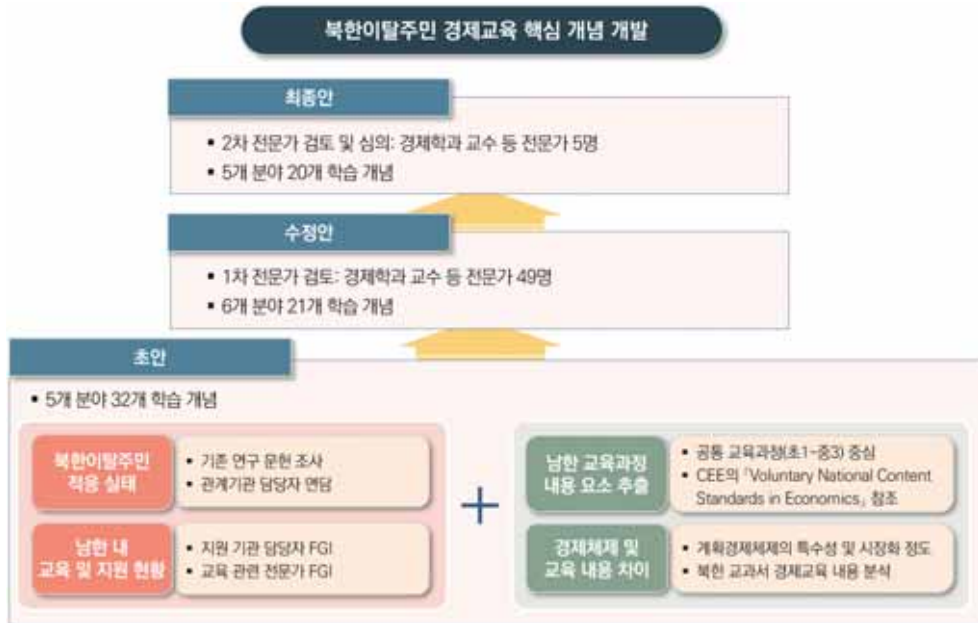 북한이탈주민 경제교육 핵심 개념 개발
최종안
▪ 2차 전문가 검토 및 심의: 경제학과 교수 등 전문가 5명
▪ 5개 분야 20개 학습 개념
수정안
▪ 1차 전문가 검토: 경제학과 교수 등 전문가 49명
▪ 6개 분야 21개 학습 개념
초안
▪ 5개 분야 32개 학습 개념
북한이탈주민
적응 실태
▪ 기존 연구 문헌 조사
▪ 관계기관 담당자 면담
남한 내
교육 및 지원 현황
▪ 지원 기관 담당자 FGI
▪ 교육 관련 전문가 FGI
+
남한 교육과정
내용 요소 추출
▪ 공통 교육과정(초1-중3) 중심
▪ CEE의 「Voluntary National Content
Standards in Economics」 참조
경제체제 및
교육 내용 차이
▪ 계획경제체제의 특수성 및 시장화 정도
▪ 북한 교과서 경제교육 내용 분석